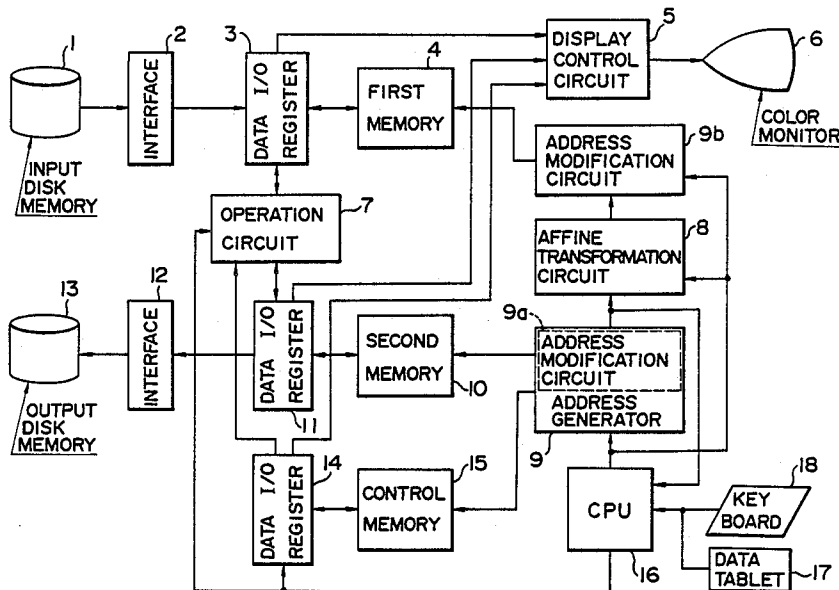 1
2
3
4
5
6
INTERFACE
DATA I/O
REGISTER
FIRST
MEMORY
DISPLAY
CONTROL
CIRCUIT
COLOR
MONITOR
INPUT
DISK
MEMORY
ADDRESS
MODIFICATION
CIRCUIT
9b
OPERATION
CIRCUIT
7
AFFINE
TRANSFORMATION
CIRCUIT
8
13
12
INTERFACE
DATA I/O
REGISTER
11
SECOND
MEMORY
10
9a
ADDRESS
MODIFICATION
CIRCUIT
ADDRESS
GENERATOR
9
OUTPUT
DISK
MEMORY
DATA I/O
REGISTER
14
CONTROL
MEMORY
15
CPU
16
KEY
BOARD
18
DATA
TABLET
17